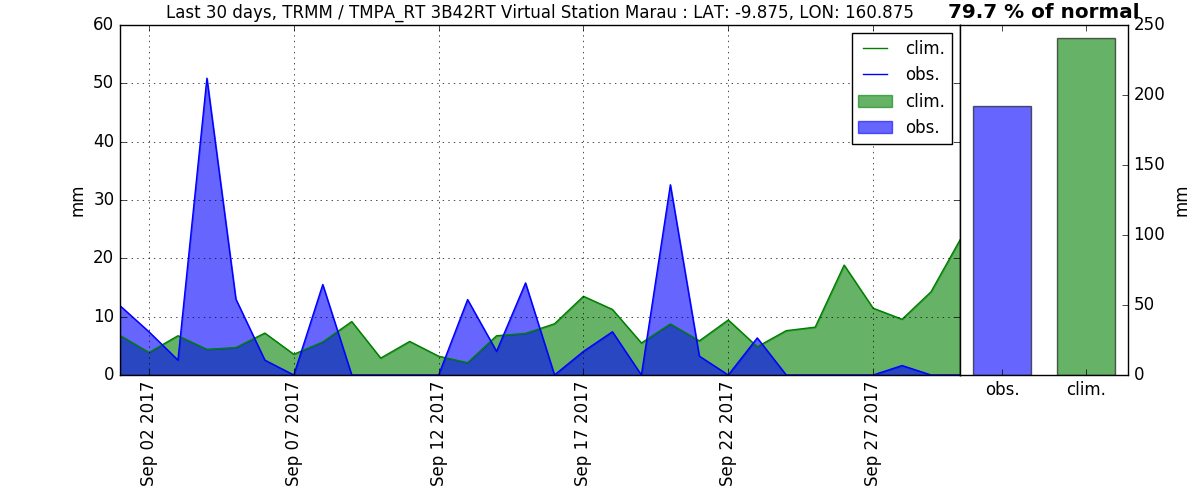 Last 30 days, TRMM / TMPA_RT 3B42RT Virtual Station Marau : LAT: -9.875, LON: 160.875
79.7 % of normal
60
50
40
30
20
10
0
mm
clim.
obs.
clim.
obs.
Sep 02 2017
Sep 07 2017
Sep 12 2017
Sep 17 2017
Sep 22 2017
Sep 27 2017
250
200
150
100
50
0
mm
obs.
clim.